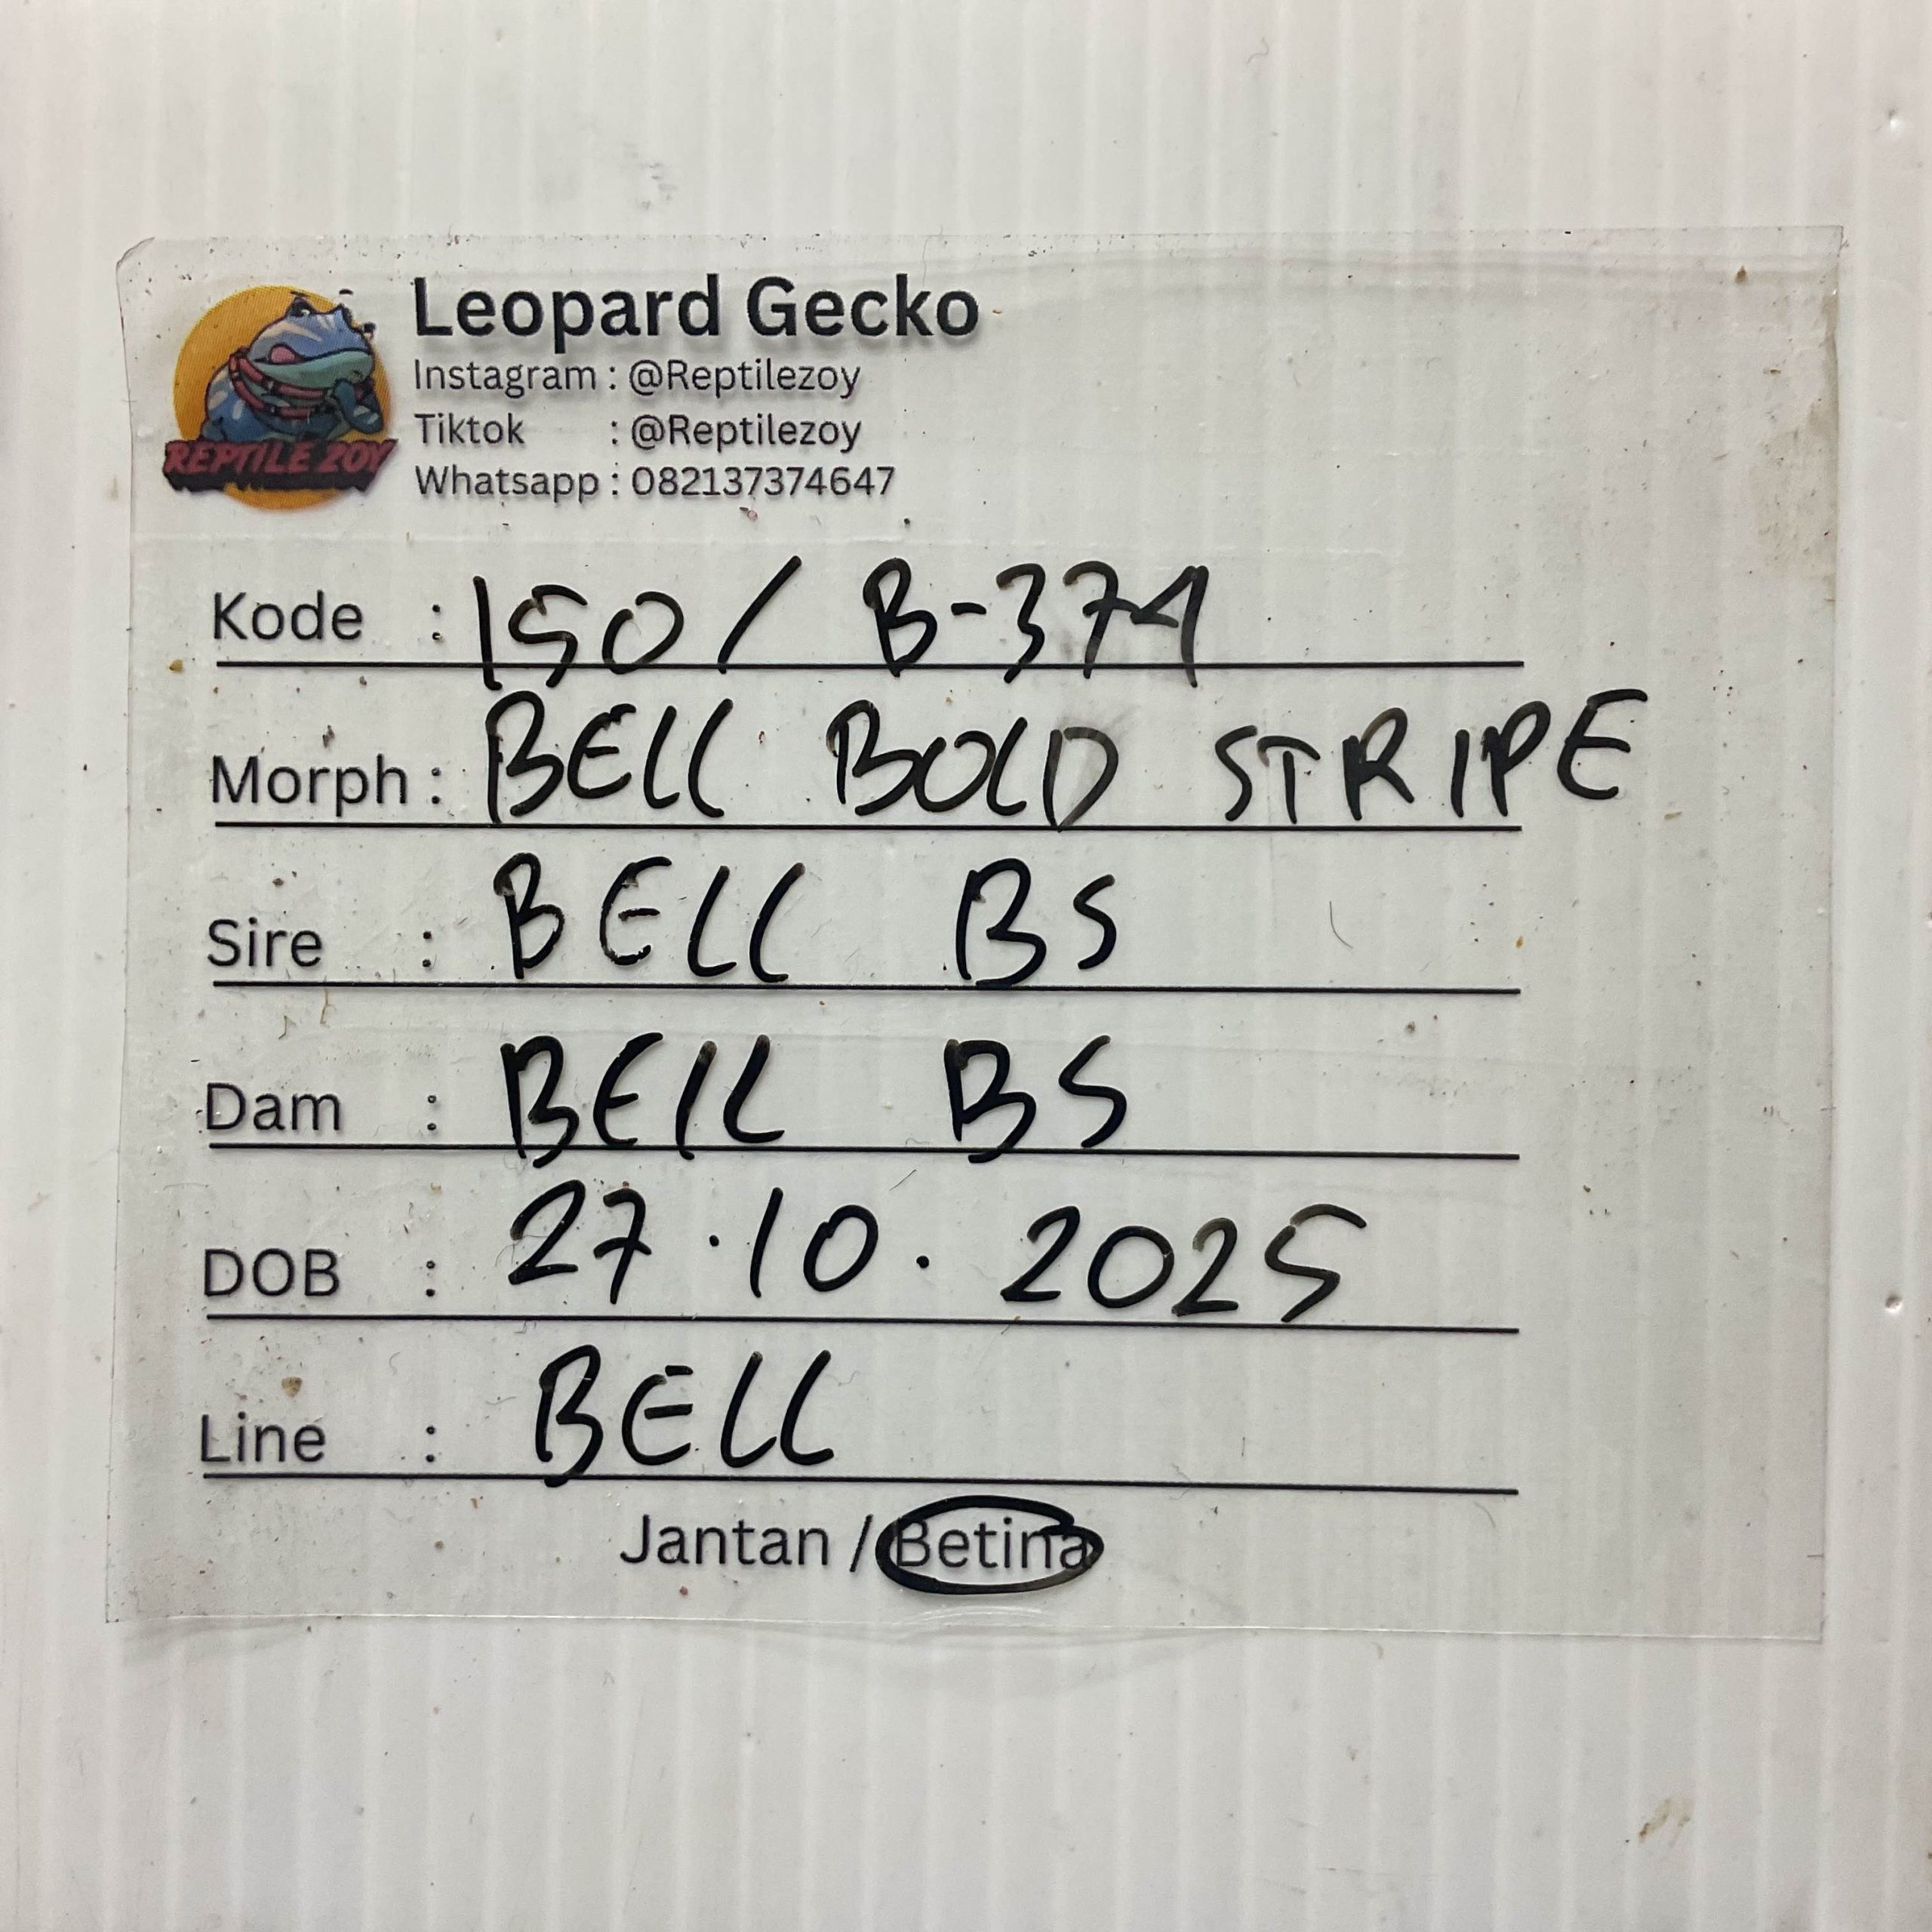 Leopard Gecko
Instagram : @Reptilezoy
Tiktok : @Reptilezoy
Whatsapp : 082137374647
REPTILE ZOY
Kode : 150 / B-374
Morph : BELL BOLD STRIPE
Sire : BELL BS
Dam : BELL BS
DOB : 27.10.2025
Line : BELL
Jantan / Betina